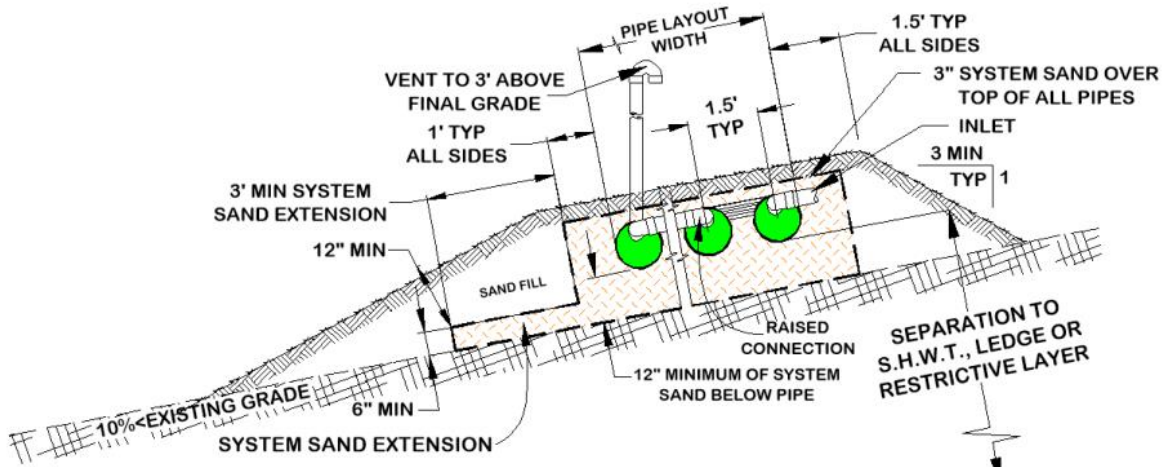 PIPE LAYOUT
WIDTH
1.5' TYP
ALL SIDES
VENT TO 3' ABOVE
FINAL GRADE
3" SYSTEM SAND OVER
TOP OF ALL PIPES
1.5'
TYP
1' TYP
ALL SIDES
INLET
3 MIN
TYP
1
3' MIN SYSTEM
SAND EXTENSION
12" MIN
SAND FILL
RAISED
CONNECTION
SEPARATION TO
S.H.W.T., LEDGE OR
RESTRICTIVE LAYER
12" MINIMUM OF SYSTEM
SAND BELOW PIPE
10%<EXISTING GRADE
6" MIN
SYSTEM SAND EXTENSION